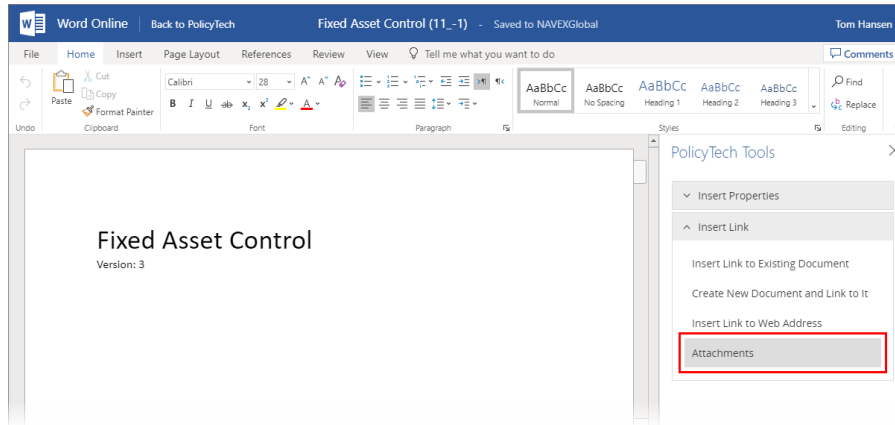 W Word Online Back to PolicyTech Fixed Asset Control (11_-1) - Saved to NAVEXGlobal Tom Hansen
File Home Insert Page Layout References Review View Tell me what you want to do Comments
Cut
Copy
Format Painter
Paste
Calibri 28 A^ A˅
B I U ab x₂ x² A
AaBbCc AaBbCc AaBbCc AaBbCc AaBbCc
Normal No Spacing Heading 1 Heading 2 Heading 3
Find
Replace
Undo Clipboard Font Paragraph Styles Editing
PolicyTech Tools
Insert Properties
Insert Link
Insert Link to Existing Document
Create New Document and Link to It
Insert Link to Web Address
Attachments
Fixed Asset Control
Version: 3